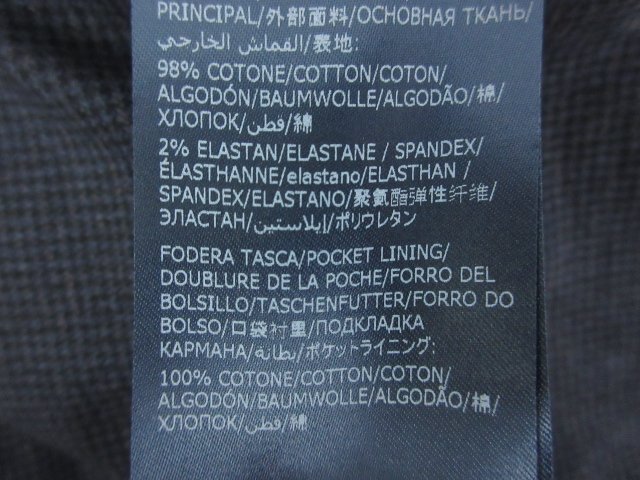 PRINCIPAL/外部面料/ОСНОВНАЯ ТКАНЬ/
القماش الخارجي/表地:
98% COTONE/COTTON/COTON/
ALGODÓN/BAUMWOLLE/ALGODÃO/棉/
ХЛОПОК/قطن/綿
2% ELASTAN/ELASTANE / SPANDEX/
ÉLASTHANNE/elastano/ELASTHAN /
SPANDEX/ELASTANO/聚氨酯弹性纤维/
ЭЛАСТАН/إيلاستين/ポリウレタン
FODERA TASCA/POCKET LINING/
DOUBLURE DE LA POCHE/FORRO DEL
BOLSILLO/TASCHENFUTTER/FORRO DO
BOLSO/口袋衬里/ПОДКЛАДКА
КАРМАНА/بطانه/ポケットライニング:
100% COTONE/COTTON/COTON/
ALGODÓN/BAUMWOLLE/ALGODÃO/棉/
ХЛОПОК/قطن/綿